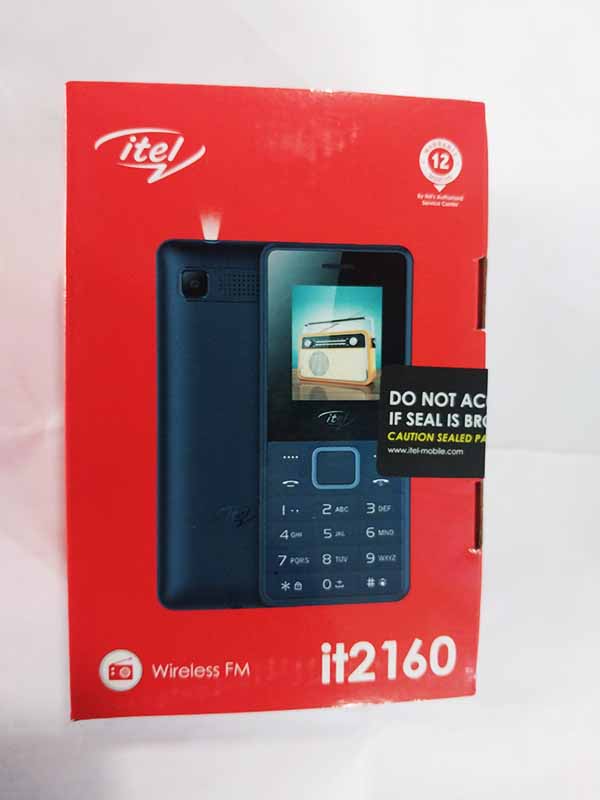 itel
WARRANTY
12
By itel's Authorized
Service Center
itel
DO NOT AC
IF SEAL IS BRO
CAUTION SEALED PA
www.itel-mobile.com
1
2 ABC
3 DEF
4 GHI
5 JKL
6 MNO
7 PQRS
8 TUV
9 WXYZ
* 0 #
itel
Wireless FM
it2160